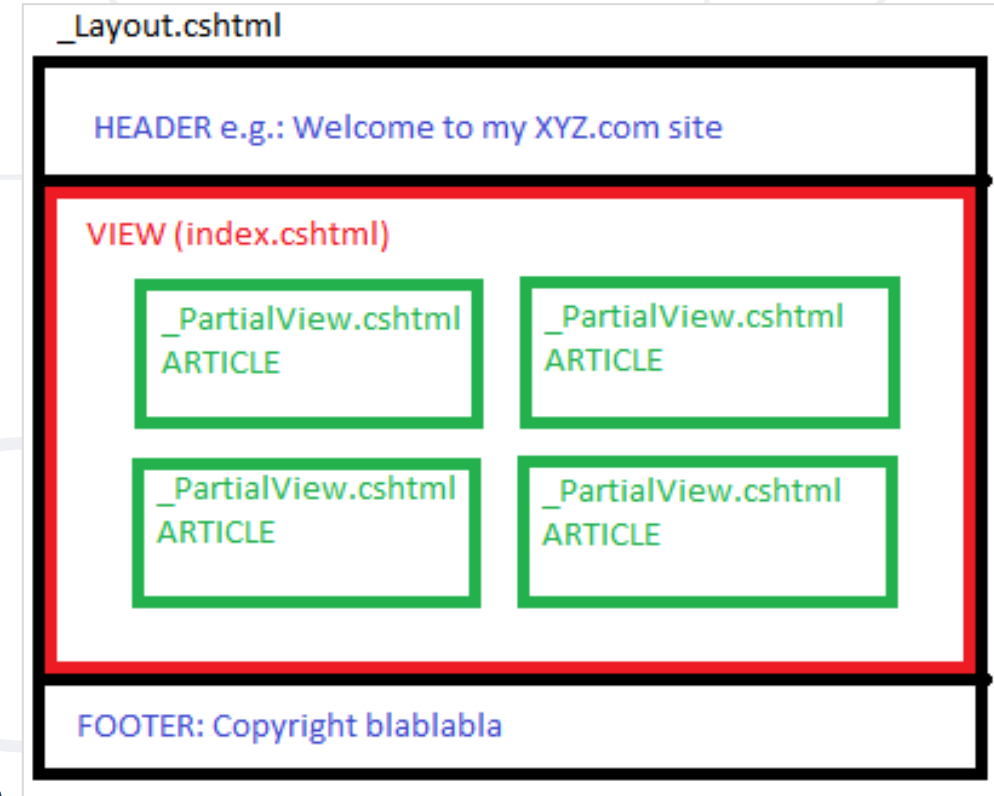 _Layout.cshtml
HEADER e.g.: Welcome to my XYZ.com site
VIEW (index.cshtml)
_PartialView.cshtml
ARTICLE
_PartialView.cshtml
ARTICLE
_PartialView.cshtml
ARTICLE
_PartialView.cshtml
ARTICLE
FOOTER: Copyright blablabla